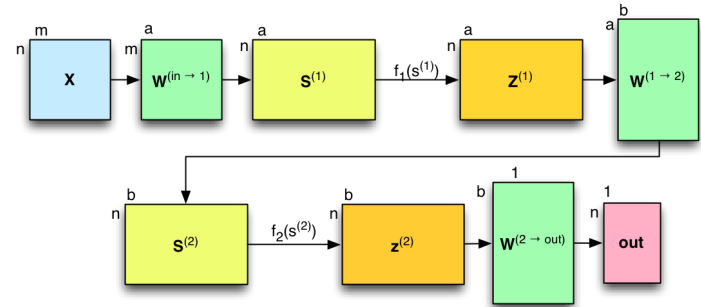 m
n
X
a
m
W(in → 1)
a
n
S(1)
f1(s(1))
a
n
Z(1)
b
a
W(1 → 2)
b
n
S(2)
f2(s(2))
b
n
z(2)
1
b
W(2 → out)
1
n
out